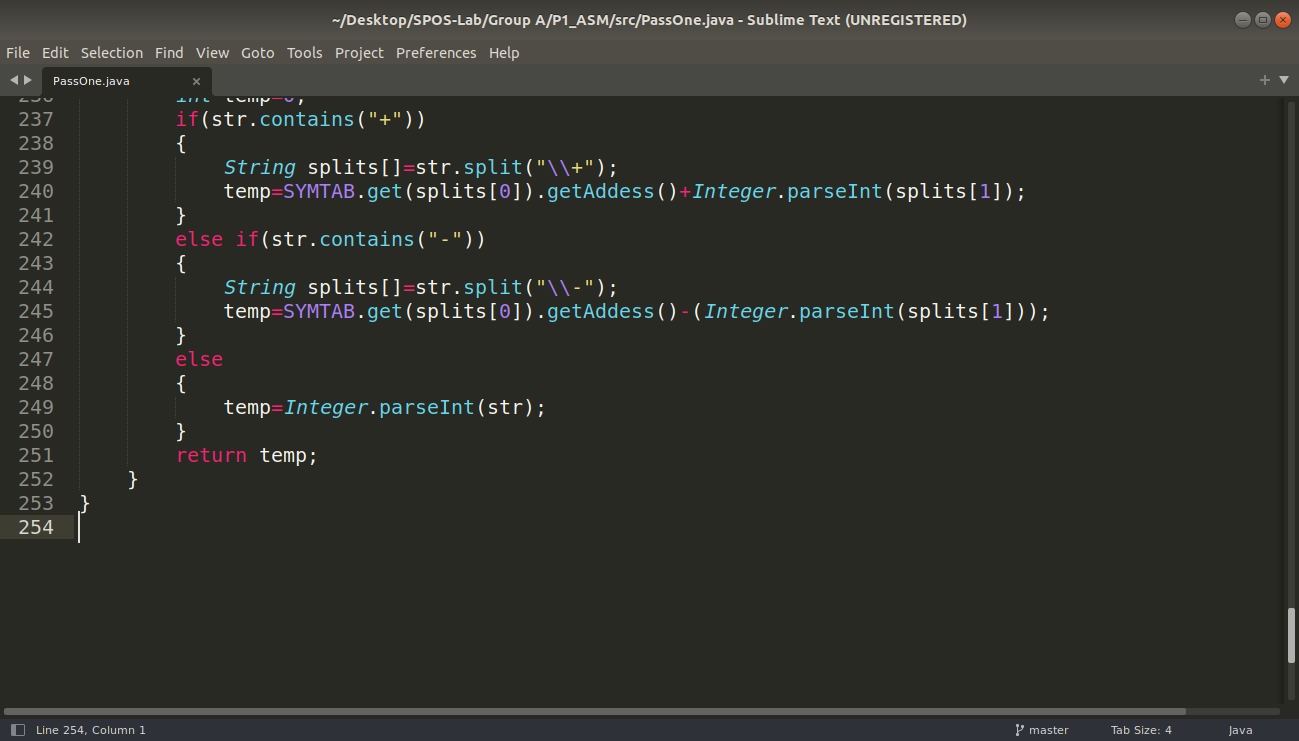 ~/Desktop/SPOS-Lab/Group A/P1_ASM/src/PassOne.java - Sublime Text (UNREGISTERED)
File Edit Selection Find View Goto Tools Project Preferences Help
PassOne.java
236 int temp=0;
237 if(str.contains("+"))
238 {
239 String splits[]=str.split("\\+");
240 temp=SYMTAB.get(splits[0]).getAddess()+Integer.parseInt(splits[1]);
241 }
242 else if(str.contains("-"))
243 {
244 String splits[]=str.split("\\-");
245 temp=SYMTAB.get(splits[0]).getAddess()-(Integer.parseInt(splits[1]));
246 }
247 else
248 {
249 temp=Integer.parseInt(str);
250 }
251 return temp;
252 }
253 }
254
Line 254, Column 1 master Tab Size: 4 Java